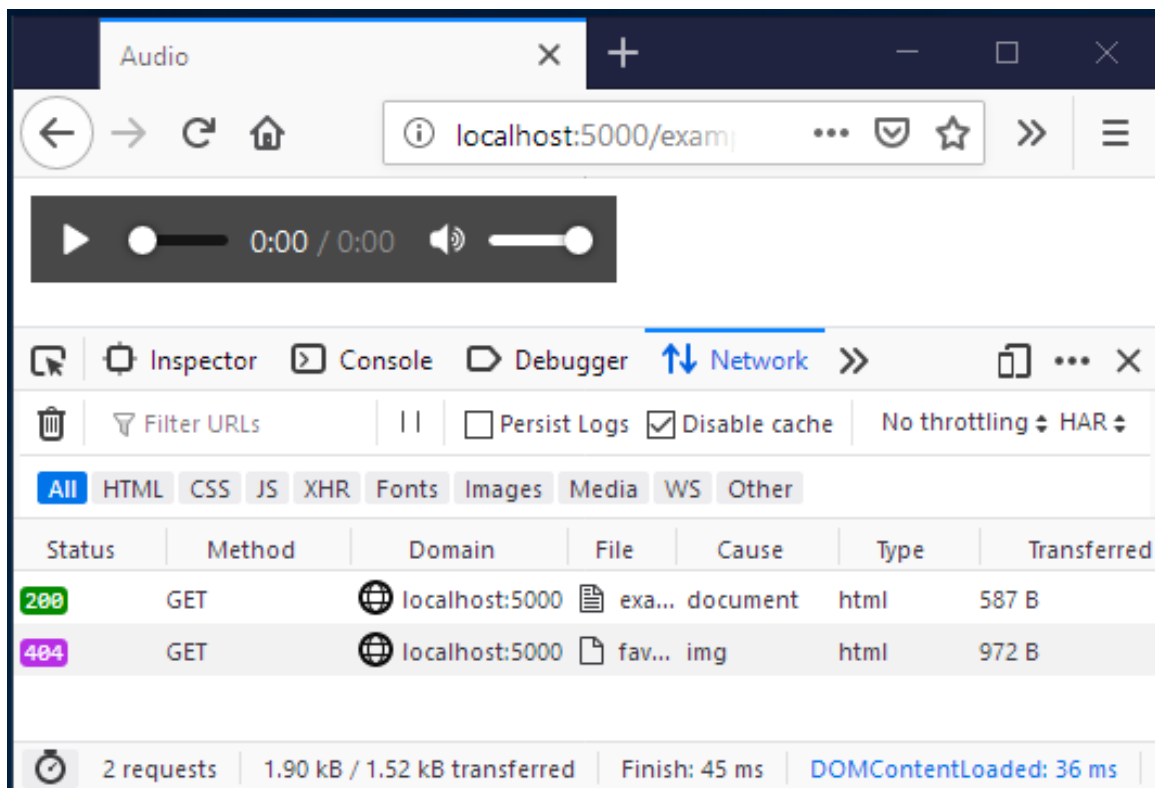 Audio
localhost:5000/exam
0:00 / 0:00
Inspector Console Debugger Network
Filter URLs Persist Logs Disable cache No throttling HAR
All HTML CSS JS XHR Fonts Images Media WS Other
Status Method Domain File Cause Type Transferred
200 GET localhost:5000 exa... document html 587 B
404 GET localhost:5000 fav... img html 972 B
2 requests 1.90 kB / 1.52 kB transferred Finish: 45 ms DOMContentLoaded: 36 ms